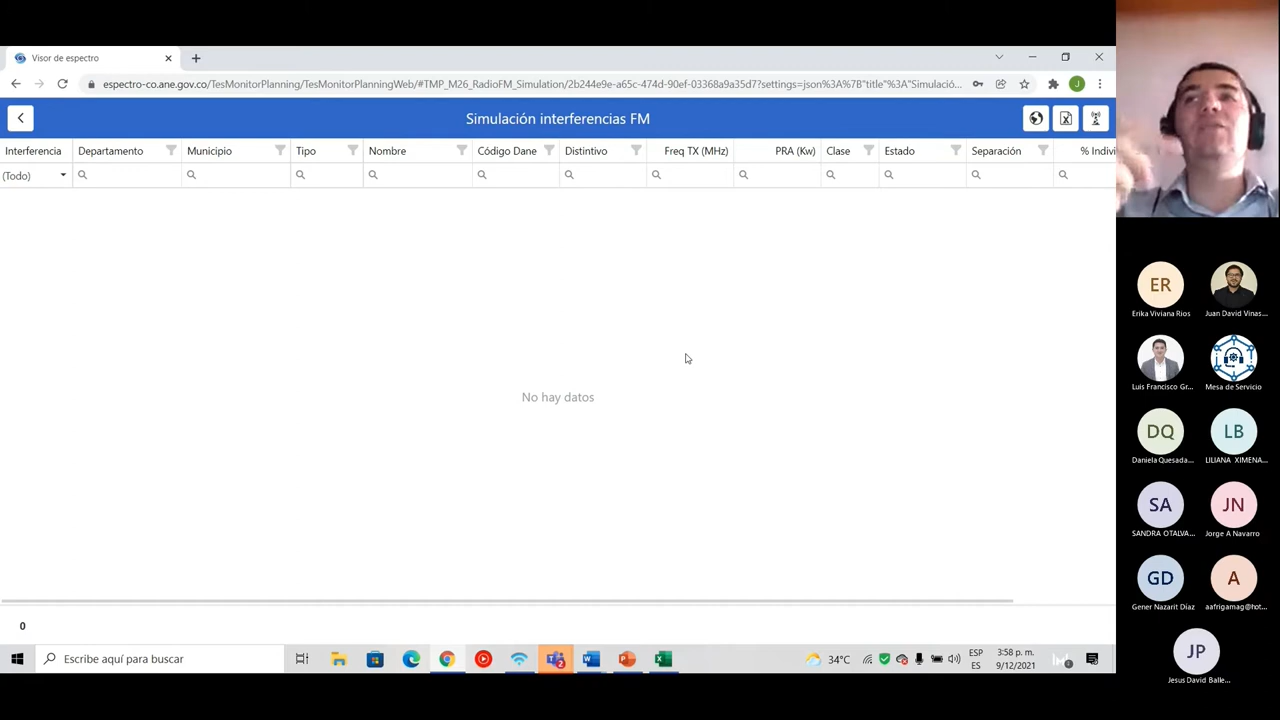 Visor de espectro
espectro-co.ane.gov.co/TesMonitorPlanning/TesMonitorPlanningWeb/#TMP_M26_RadioFM_Simulation/2b244e9e-a65c-474d-90ef-03368a9a35d7?settings=json%3A%7B"title"%3A"Simulació...
J
Simulación interferencias FM
Interferencia Departamento Municipio Tipo Nombre Código Dane Distintivo Freq TX (MHz) PRA (Kw) Clase Estado Separación % Indivi
(Todo)
No hay datos
0
Escribe aquí para buscar
34°C
ESP
ES
3:58 p. m.
9/12/2021
ER
Erika Viviana Rios
Juan David Vinas...
Luis Francisco Gr...
Mesa de Servicio
DQ
Daniela Quesada...
LB
LILIANA XIMENA...
SA
SANDRA OTALVA...
JN
Jorge A Navarro
GD
Gener Nazarit Diaz
A
aafrigamag@hot...
JP
Jesus David Balle...